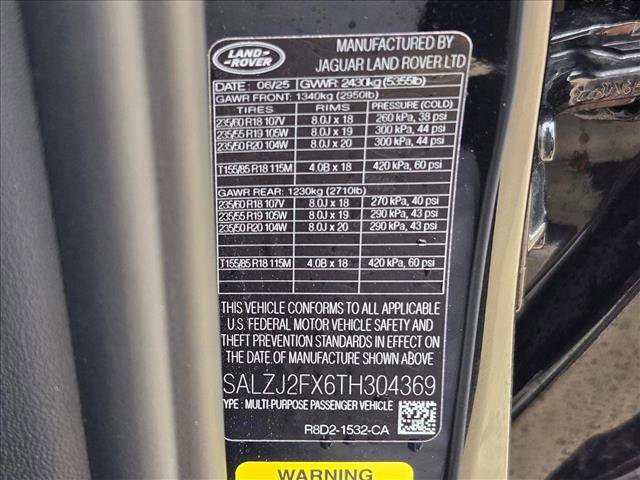 LAND-
-ROVER
MANUFACTURED BY
JAGUAR LAND ROVER LTD
DATE: 06/25 GVWR: 2430kg (5355lb)
GAWR FRONT: 1340kg (2950lb)
TIRES RIMS PRESSURE (COLD)
235/60 R18 107V 8.0J x 18 260 kPa, 38 psi
235/55 R19 105W 8.0J x 19 300 kPa, 44 psi
235/50 R20 104W 8.0J x 20 300 kPa, 44 psi
T155/85 R18 115M 4.0B x 18 420 kPa, 60 psi
GAWR REAR: 1230kg (2710lb)
235/60 R18 107V 8.0J x 18 270 kPa, 40 psi
235/55 R19 105W 8.0J x 19 290 kPa, 43 psi
235/50 R20 104W 8.0J x 20 290 kPa, 43 psi
T155/85 R18 115M 4.0B x 18 420 kPa, 60 psi
THIS VEHICLE CONFORMS TO ALL APPLICABLE
U.S. FEDERAL MOTOR VEHICLE SAFETY AND
THEFT PREVENTION STANDARDS IN EFFECT ON
THE DATE OF MANUFACTURE SHOWN ABOVE
SALZJ2FX6TH304369
TYPE : MULTI-PURPOSE PASSENGER VEHICLE
R8D2-1532-CA
WARNING